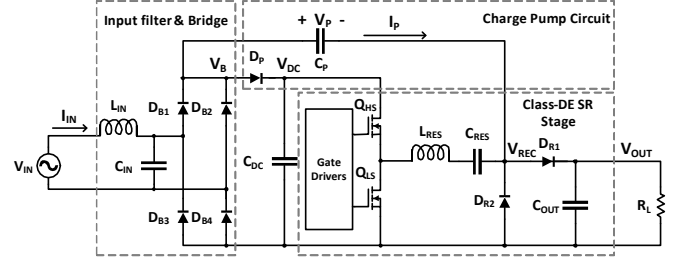 Input filter & Bridge
+ VP -
IP
Charge Pump Circuit
CP
VB
DP
VDC
Class-DE SR Stage
LIN
DB1
DB2
QHS
IIN
LRES
CRES
VREC
DR1
VOUT
VIN
CIN
CDC
Gate Drivers
QLS
DR2
COUT
RL
DB3
DB4